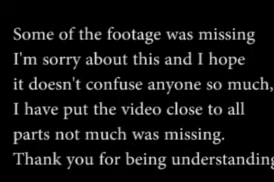 Some of the footage was missing
I'm sorry about this and I hope
it doesn't confuse anyone so much,
I have put the video close to all
parts not much was missing.
Thank you for being understanding